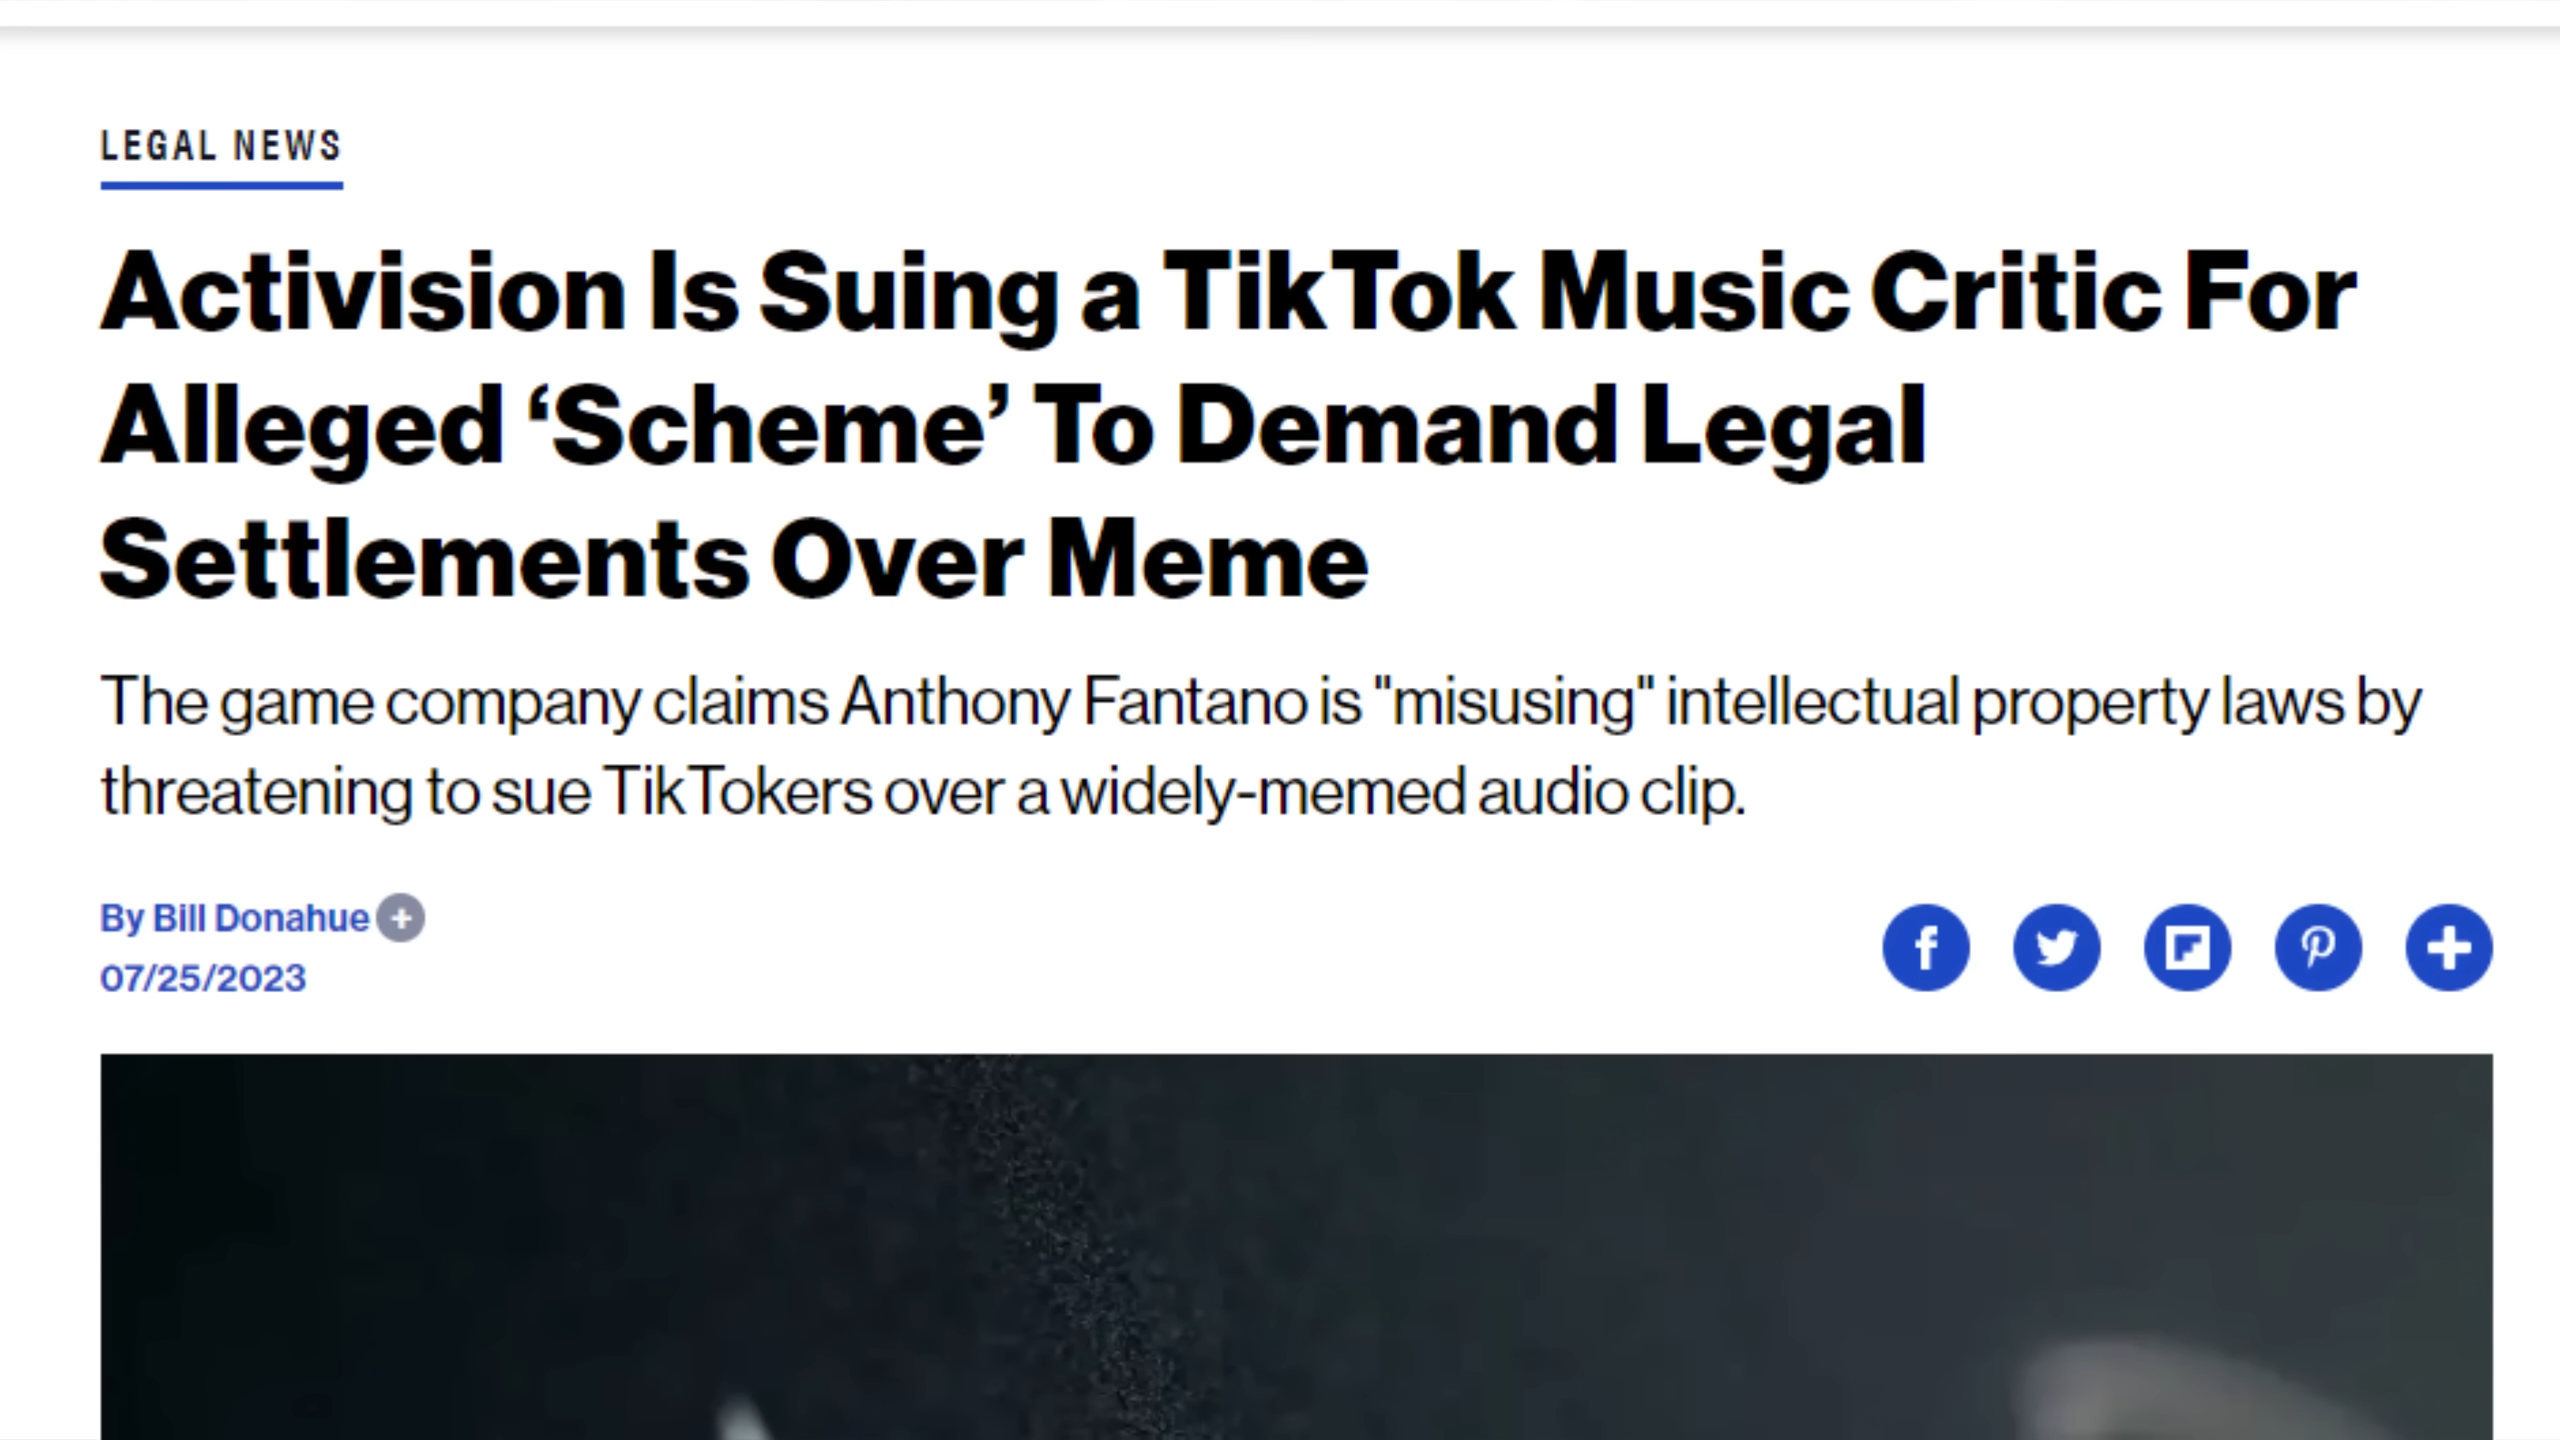 LEGAL NEWS
Activision Is Suing a TikTok Music Critic For
Alleged ‘Scheme’ To Demand Legal
Settlements Over Meme
The game company claims Anthony Fantano is "misusing" intellectual property laws by
threatening to sue TikTokers over a widely-memed audio clip.
By Bill Donahue
07/25/2023